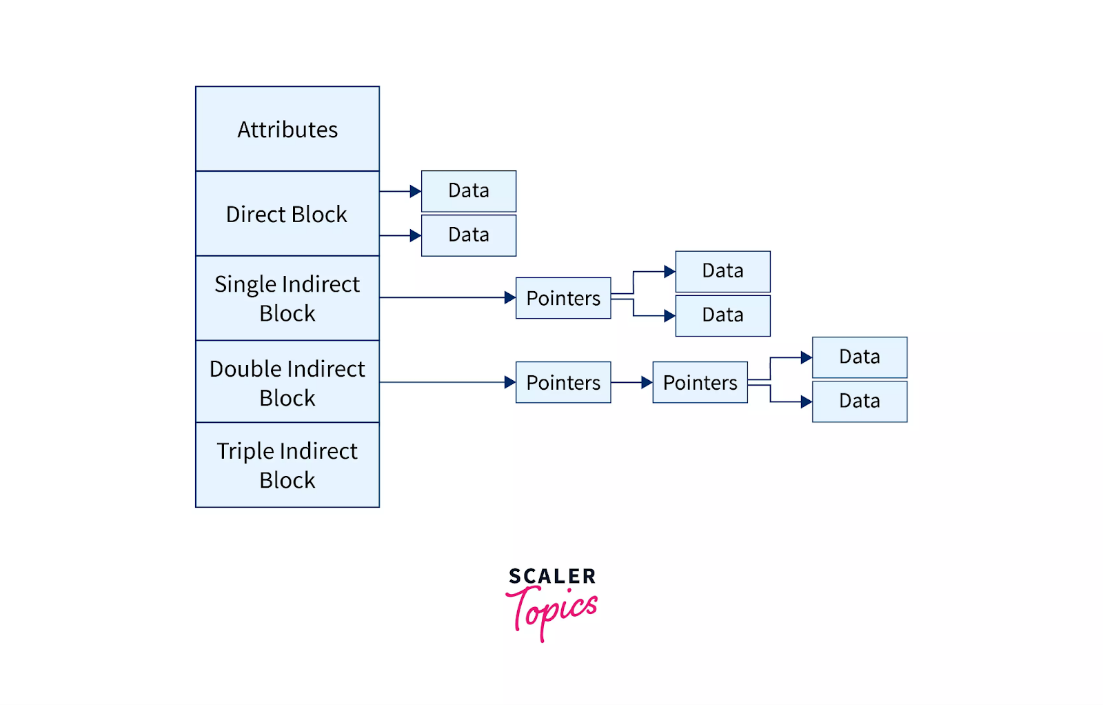 Attributes
Direct Block
Data
Data
Single Indirect
Block
Pointers
Data
Data
Double Indirect
Block
Pointers
Pointers
Data
Data
Triple Indirect
Block
SCALER
Topics